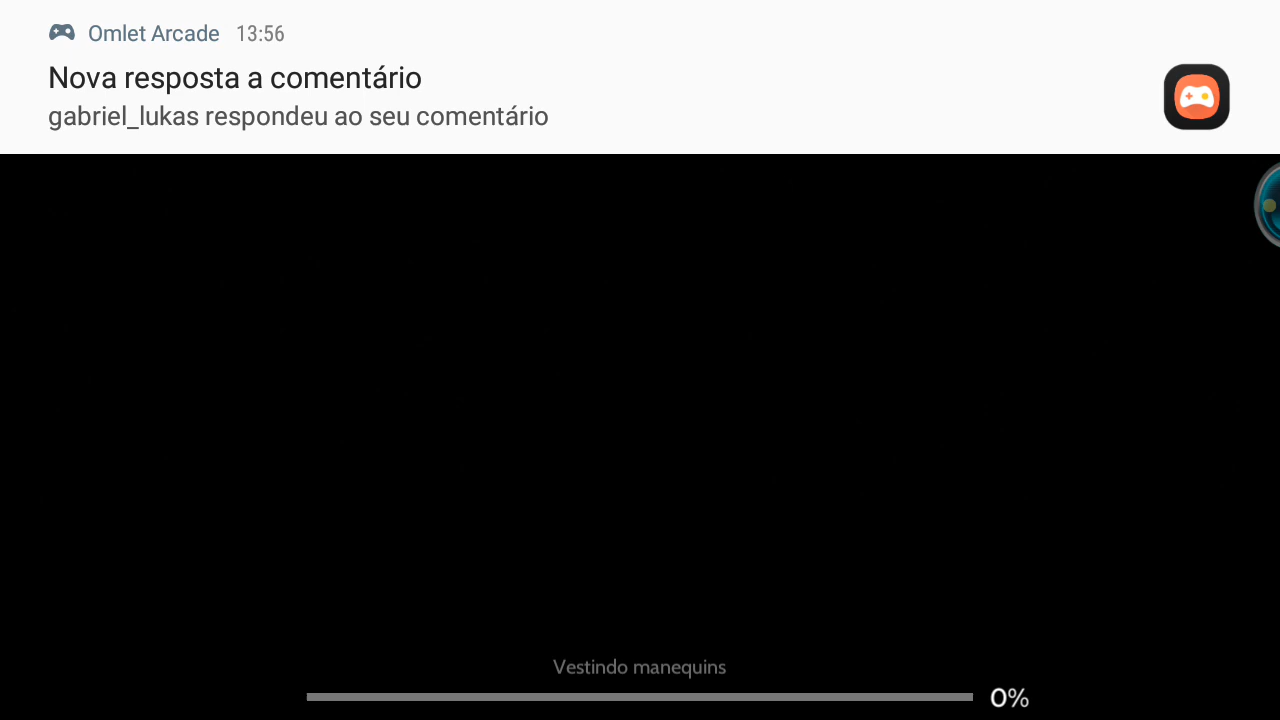 Omlet Arcade 13:56
Nova resposta a comentário
gabriel_lukas respondeu ao seu comentário
Vestindo manequins
0%